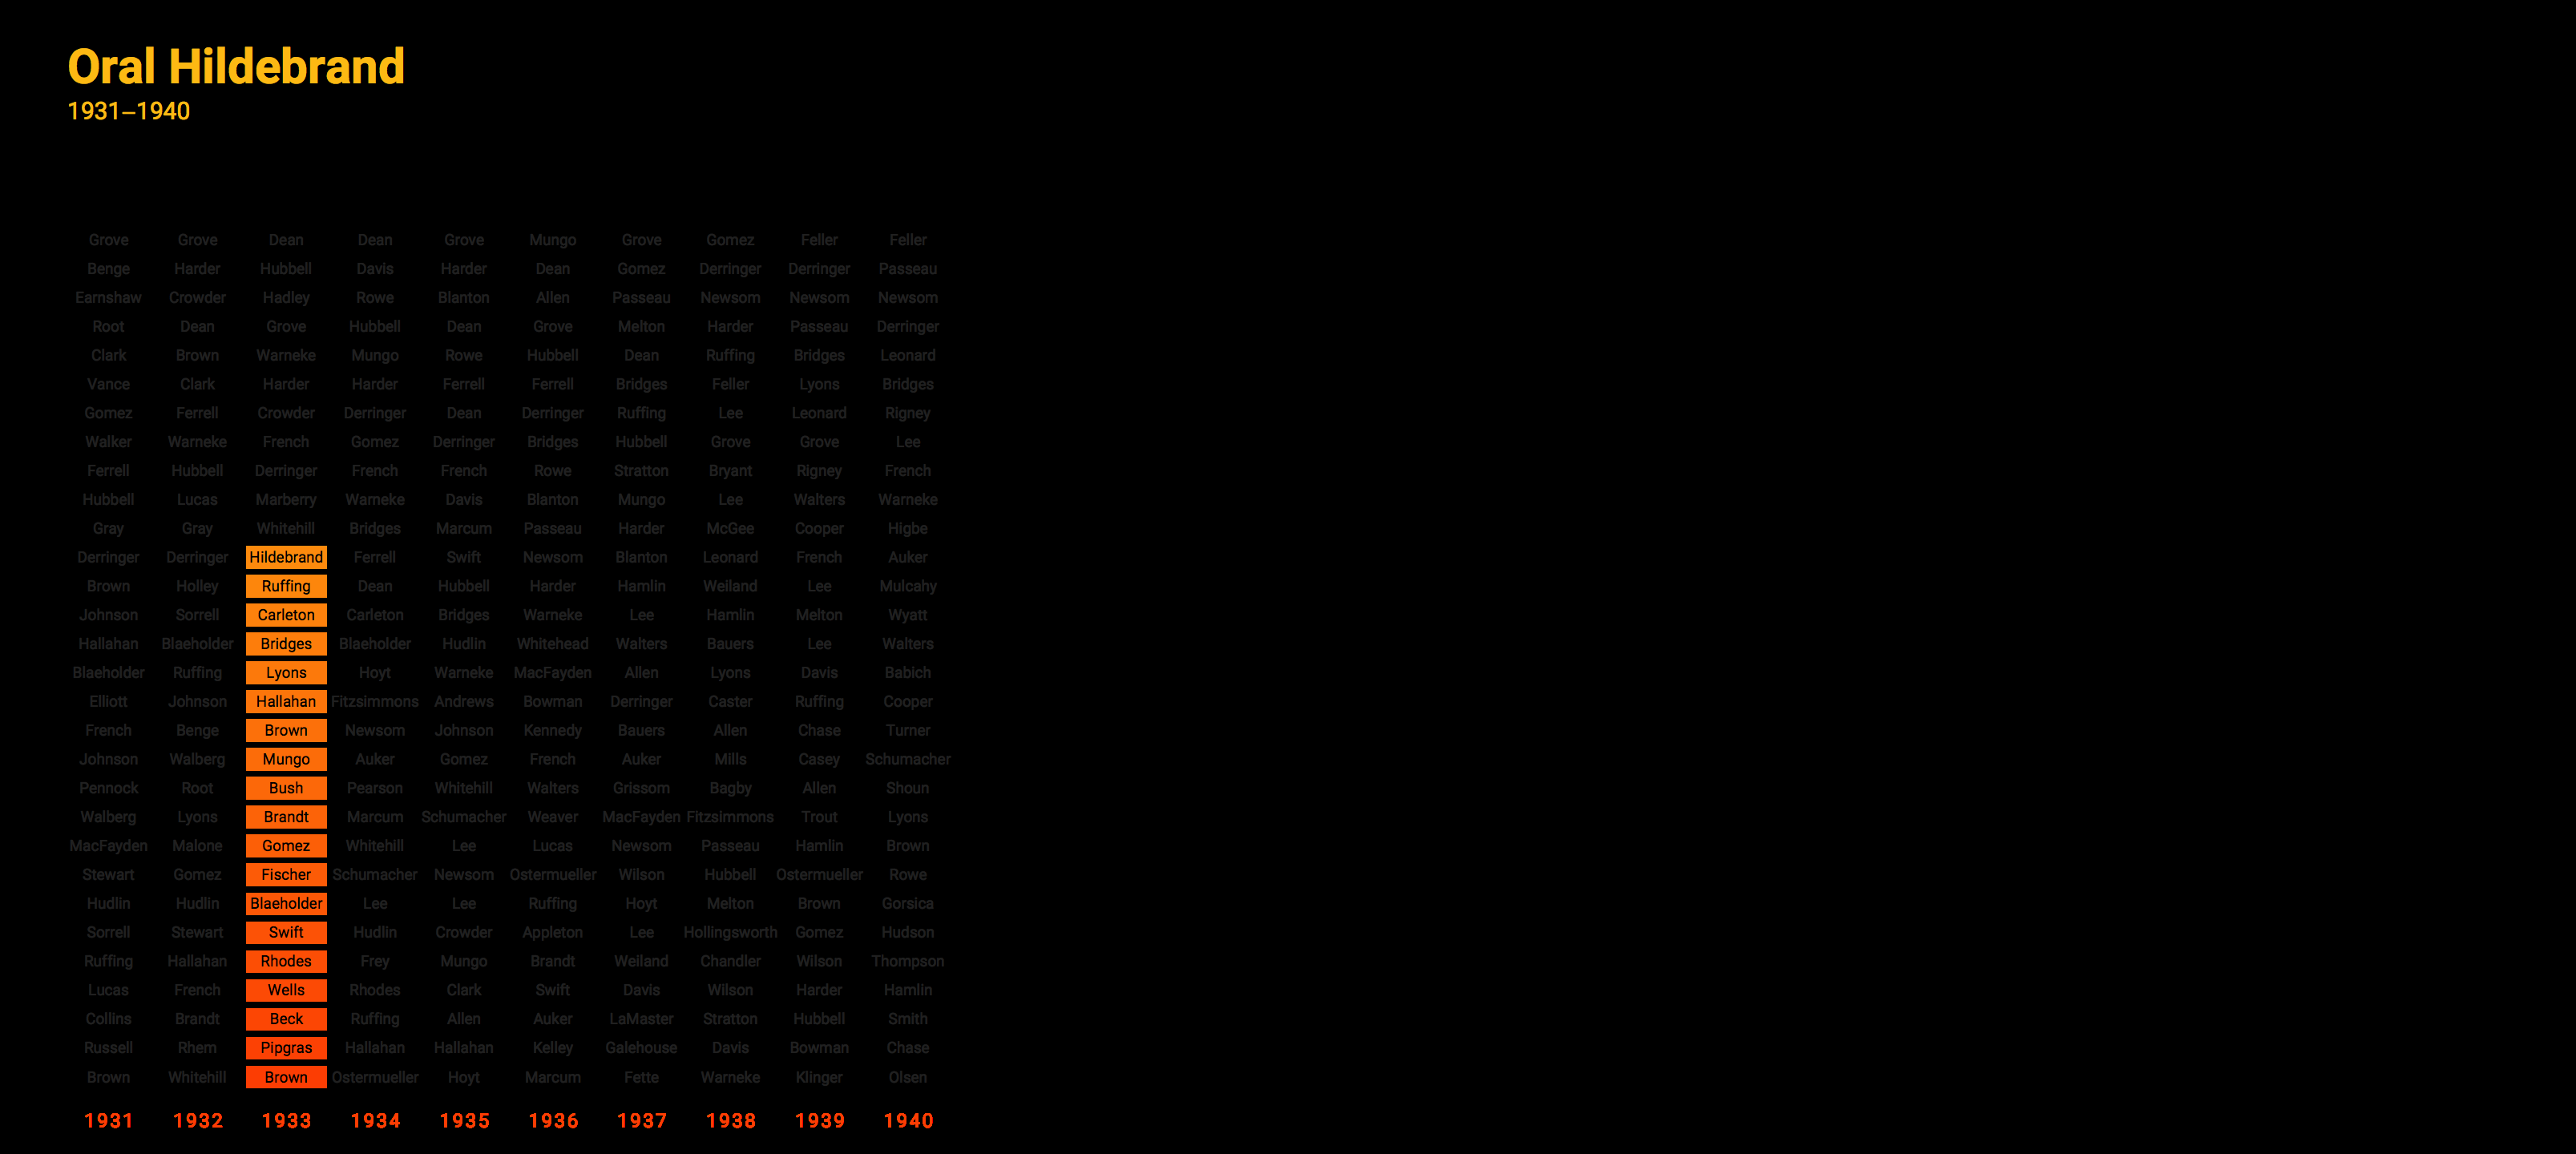 Oral Hildebrand
1931–1940
Grove Grove Dean Dean Grove Mungo Grove Gomez Feller Feller
Benge Harder Hubbell Davis Harder Dean Gomez Derringer Derringer Passeau
Earnshaw Crowder Hadley Rowe Blanton Allen Passeau Newsom Newsom Newsom
Root Dean Grove Hubbell Dean Grove Melton Harder Passeau Derringer
Clark Brown Warneke Mungo Rowe Hubbell Dean Ruffing Bridges Leonard
Vance Clark Harder Harder Ferrell Ferrell Bridges Feller Lyons Bridges
Gomez Ferrell Crowder Derringer Dean Derringer Ruffing Lee Leonard Rigney
Walker Warneke French Gomez Derringer Bridges Hubbell Grove Grove Lee
Ferrell Hubbell Derringer French French Rowe Stratton Bryant Rigney French
Hubbell Lucas Marberry Warneke Davis Blanton Mungo Lee Walters Warneke
Gray Gray Whitehill Bridges Marcum Passeau Harder McGee Cooper Higbe
Derringer Derringer Hildebrand Ferrell Swift Newsom Blanton Leonard French Auker
Brown Holley Ruffing Dean Hubbell Harder Hamlin Weiland Lee Mulcahy
Johnson Sorrell Carleton Carleton Bridges Warneke Lee Hamlin Melton Wyatt
Hallahan Blaeholder Bridges Blaeholder Hudlin Whitehead Walters Bauers Lee Walters
Blaeholder Ruffing Lyons Hoyt Warneke MacFayden Allen Lyons Davis Babich
Elliott Johnson Hallahan Fitzsimmons Andrews Bowman Derringer Caster Ruffing Cooper
French Benge Brown Newsom Johnson Kennedy Bauers Allen Chase Turner
Johnson Walberg Mungo Auker Gomez French Auker Mills Casey Schumacher
Pennock Root Bush Pearson Whitehill Walters Grissom Bagby Allen Shoun
Walberg Lyons Brandt Marcum Schumacher Weaver MacFayden Fitzsimmons Trout Lyons
MacFayden Malone Gomez Whitehill Lee Lucas Newsom Passeau Hamlin Brown
Stewart Gomez Fischer Schumacher Newsom Ostermueller Wilson Hubbell Ostermueller Rowe
Hudlin Hudlin Blaeholder Lee Lee Ruffing Hoyt Melton Brown Gorsica
Sorrell Stewart Swift Hudlin Crowder Appleton Lee Hollingsworth Gomez Hudson
Ruffing Hallahan Rhodes Frey Mungo Brandt Weiland Chandler Wilson Thompson
Lucas French Wells Rhodes Clark Swift Davis Wilson Harder Hamlin
Collins Brandt Beck Ruffing Allen Auker LaMaster Stratton Hubbell Smith
Russell Rhem Pipgras Hallahan Hallahan Kelley Galehouse Davis Bowman Chase
Brown Whitehill Brown Ostermueller Hoyt Marcum Fette Warneke Klinger Olsen
1931 1932 1933 1934 1935 1936 1937 1938 1939 1940